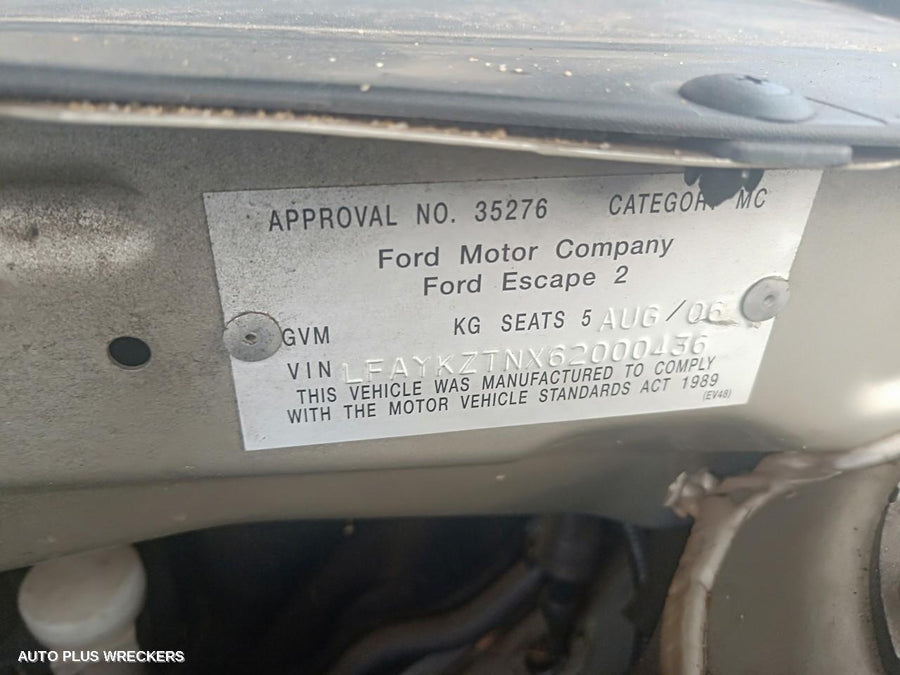 APPROVAL NO. 35276 CATEGORY MC
Ford Motor Company
Ford Escape 2
GVM KG SEATS 5 AUG/06
VIN LFAYKZTNX62000436
THIS VEHICLE WAS MANUFACTURED TO COMPLY
WITH THE MOTOR VEHICLE STANDARDS ACT 1989
(EV48)
AUTO PLUS WRECKERS